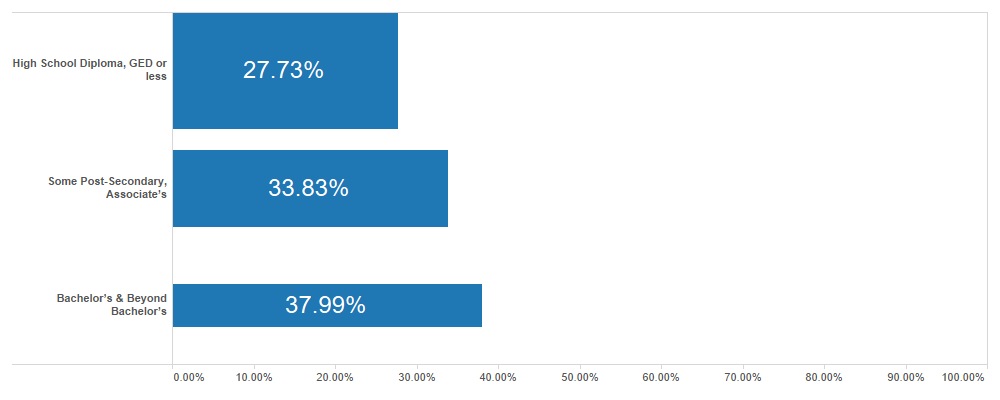 High School Diploma, GED or
less
27.73%
Some Post-Secondary,
Associate's
33.83%
Bachelor's & Beyond
Bachelor's
37.99%
0.00% 10.00% 20.00% 30.00% 40.00% 50.00% 60.00% 70.00% 80.00% 90.00% 100.00%